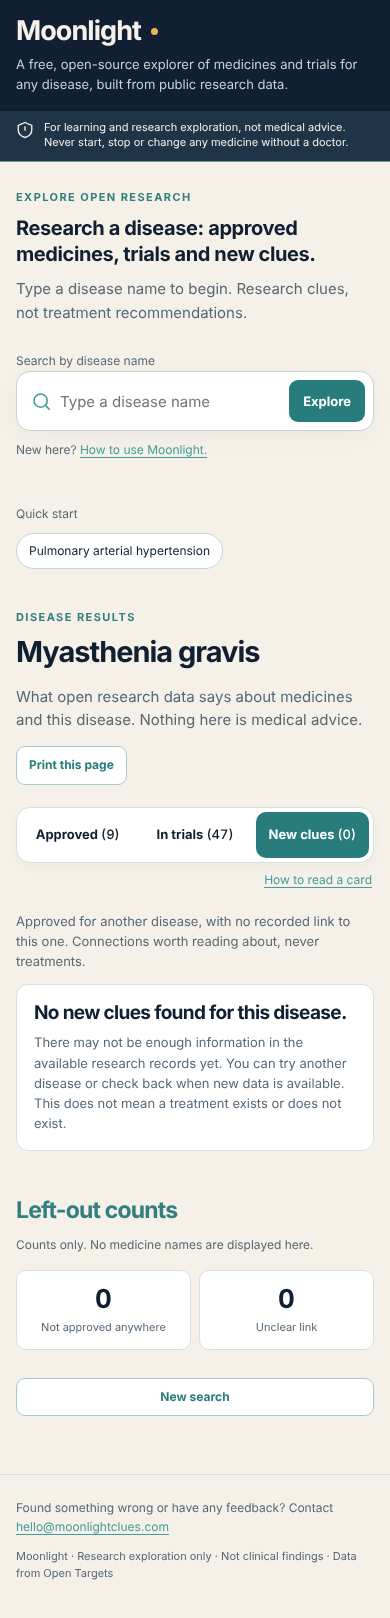 Moonlight
A free, open-source explorer of medicines and trials for
any disease, built from public research data.
For learning and research exploration, not medical advice.
Never start, stop or change any medicine without a doctor.
EXPLORE OPEN RESEARCH
Research a disease: approved
medicines, trials and new clues.
Type a disease name to begin. Research clues,
not treatment recommendations.
Search by disease name
Type a disease name
Explore
New here? How to use Moonlight.
Quick start
Pulmonary arterial hypertension
DISEASE RESULTS
Myasthenia gravis
What open research data says about medicines
and this disease. Nothing here is medical advice.
Print this page
Approved (9) In trials (47) New clues (0)
How to read a card
Approved for another disease, with no recorded link to
this one. Connections worth reading about, never
treatments.
No new clues found for this disease.
There may not be enough information in the
available research records yet. You can try another
disease or check back when new data is available.
This does not mean a treatment exists or does not
exist.
Left-out counts
Counts only. No medicine names are displayed here.
0
Not approved anywhere
0
Unclear link
New search
Found something wrong or have any feedback? Contact
hello@moonlightclues.com
Moonlight · Research exploration only · Not clinical findings · Data
from Open Targets